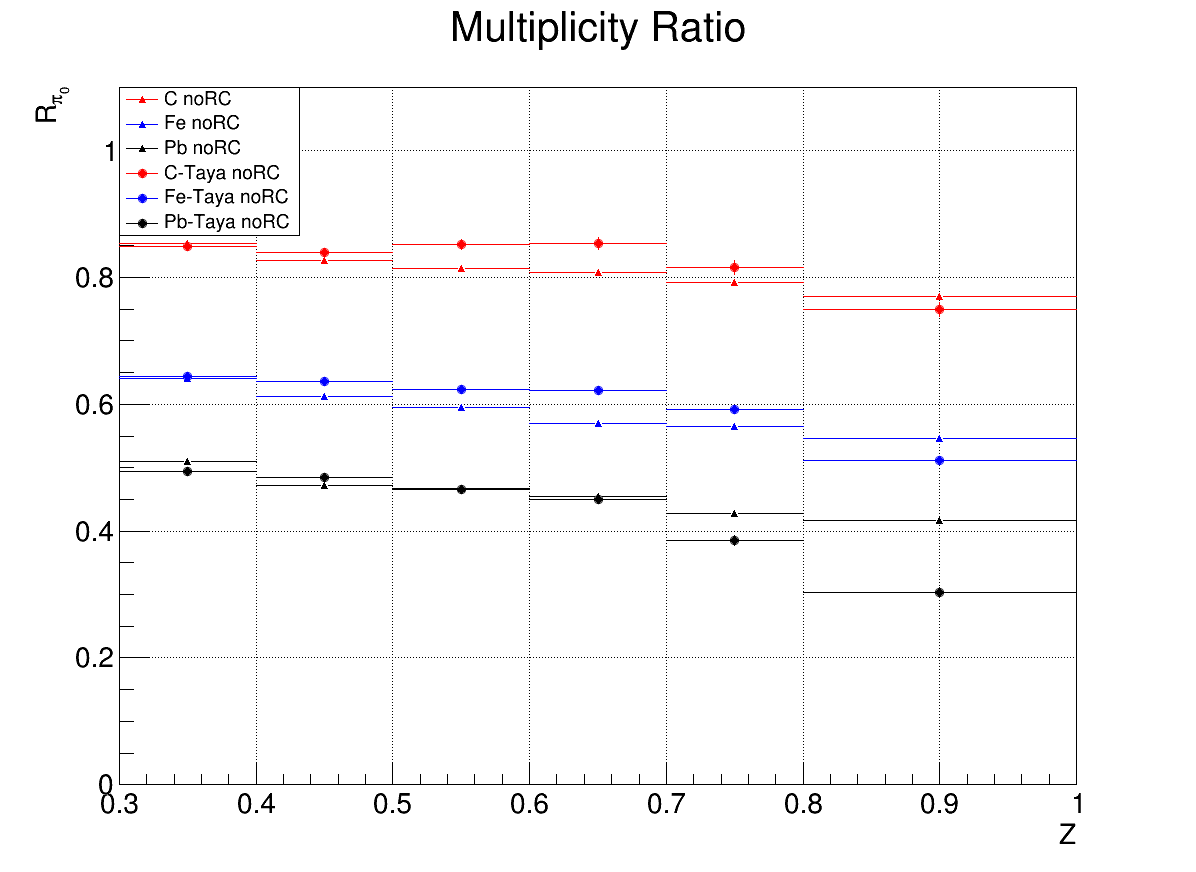 Multiplicity Ratio
Rπ0
C noRC
Fe noRC
Pb noRC
C-Taya noRC
Fe-Taya noRC
Pb-Taya noRC
1
0.8
0.6
0.4
0.2
0
0.3 0.4 0.5 0.6 0.7 0.8 0.9 1
Z